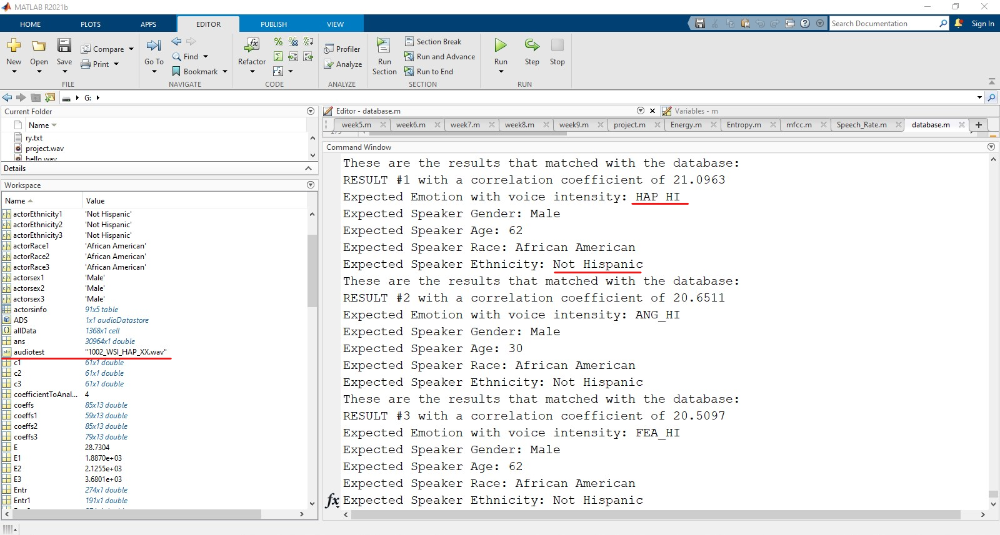 MATLAB R2021b
HOME PLOTS APPS EDITOR PUBLISH VIEW
Search Documentation
Sign In
New
Open
Save
Compare
Print
FILE
Go To
Find
Bookmark
NAVIGATE
Refactor
CODE
Profiler
Analyze
ANALYZE
Run Section
Section Break
Run and Advance
Run to End
SECTION
Run
Step
Stop
RUN
G:
Current Folder
Name
ry.txt
project.wav
hello.wav
Details
Workspace
Name Value
actorEthnicity1 'Not Hispanic'
actorEthnicity2 'Not Hispanic'
actorEthnicity3 'Not Hispanic'
actorRace1 'African American'
actorRace2 'African American'
actorRace3 'African American'
actorsex1 'Male'
actorsex2 'Male'
actorsex3 'Male'
actorsinfo 91x5 table
ADS 1x1 audioDatastore
allData 1368x1 cell
ans 30964x1 double
audiotest "1002_WSI_HAP_XX.wav"
c1 61x1 double
c2 61x1 double
c3 61x1 double
coefficientToAnal... 4
coeffs 85x13 double
coeffs1 59x13 double
coeffs2 85x13 double
coeffs3 79x13 double
E 28.7304
E1 1.8870e+03
E2 2.1255e+03
E3 3.6801e+03
Entr 274x1 double
Entr1 191x1 double
Editor - database.m
Variables - m
week5.m week6.m week7.m week8.m week9.m project.m Energy.m Entropy.m mfcc.m Speech_Rate.m database.m
Command Window
These are the results that matched with the database:
RESULT #1 with a correlation coefficient of 21.0963
Expected Emotion with voice intensity: HAP_HI
Expected Speaker Gender: Male
Expected Speaker Age: 62
Expected Speaker Race: African American
Expected Speaker Ethnicity: Not Hispanic
These are the results that matched with the database:
RESULT #2 with a correlation coefficient of 20.6511
Expected Emotion with voice intensity: ANG_HI
Expected Speaker Gender: Male
Expected Speaker Age: 30
Expected Speaker Race: African American
Expected Speaker Ethnicity: Not Hispanic
These are the results that matched with the database:
RESULT #3 with a correlation coefficient of 20.5097
Expected Emotion with voice intensity: FEA_HI
Expected Speaker Gender: Male
Expected Speaker Age: 62
Expected Speaker Race: African American
fx Expected Speaker Ethnicity: Not Hispanic